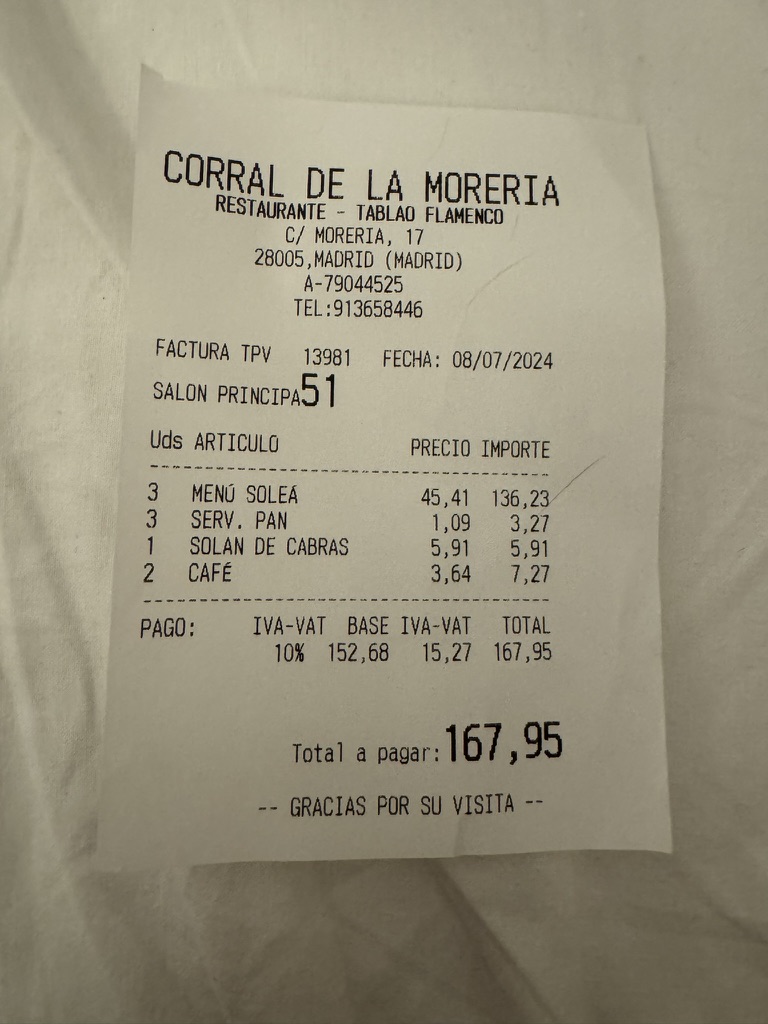 CORRAL DE LA MORERIA
RESTAURANTE - TABLAO FLAMENCO
C/ MORERIA, 17
28005,MADRID (MADRID)
A-79044525
TEL:913658446
FACTURA TPV 13981 FECHA: 08/07/2024
SALON PRINCIPA51
Uds ARTICULO PRECIO IMPORTE
3 MENÚ SOLEÁ 45,41 136,23
3 SERV. PAN 1,09 3,27
1 SOLAN DE CABRAS 5,91 5,91
2 CAFÉ 3,64 7,27
PAGO: IVA-VAT BASE IVA-VAT TOTAL
10% 152,68 15,27 167,95
Total a pagar:167,95
-- GRACIAS POR SU VISITA --